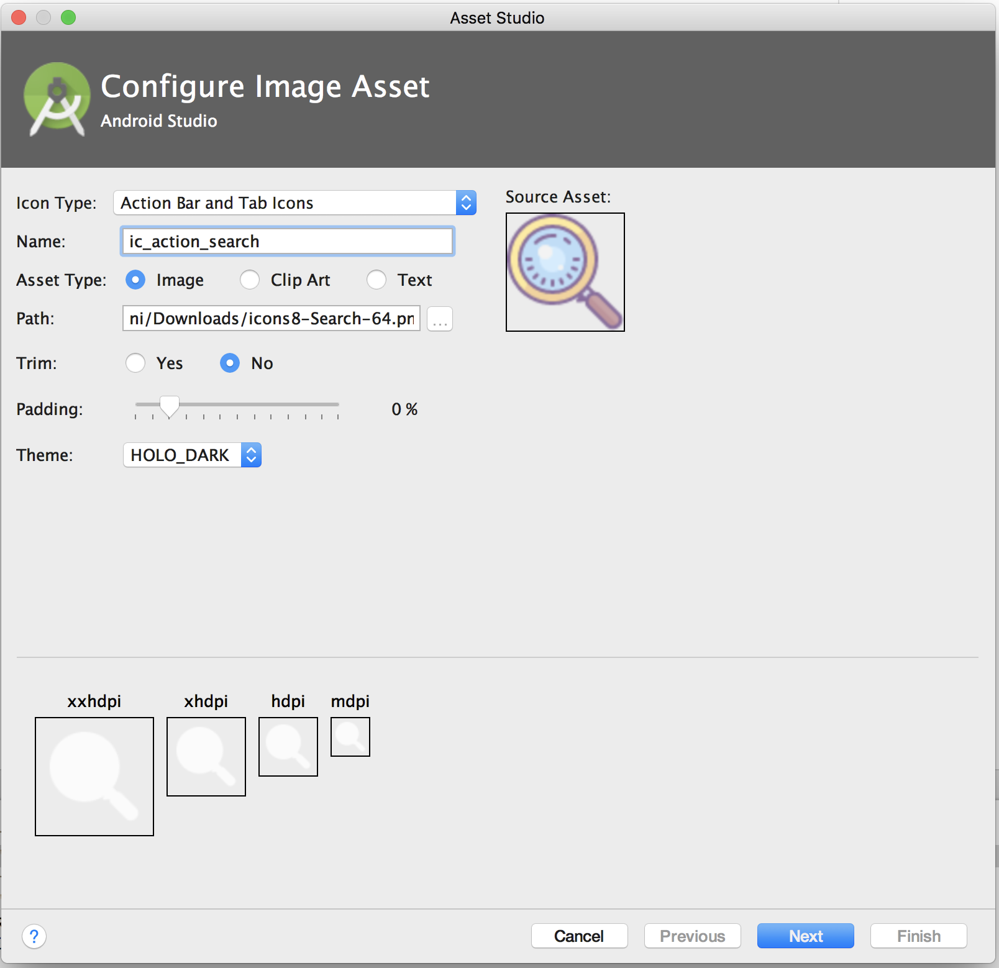 Asset Studio
Configure Image Asset
Android Studio
Icon Type: Action Bar and Tab Icons
Source Asset:
Name: ic_action_search
Asset Type: Image Clip Art Text
Path: ni/Downloads/icons8-Search-64.pn ...
Trim: Yes No
Padding: 0 %
Theme: HOLO_DARK
xxhdpi xhdpi hdpi mdpi
? Cancel Previous Next Finish